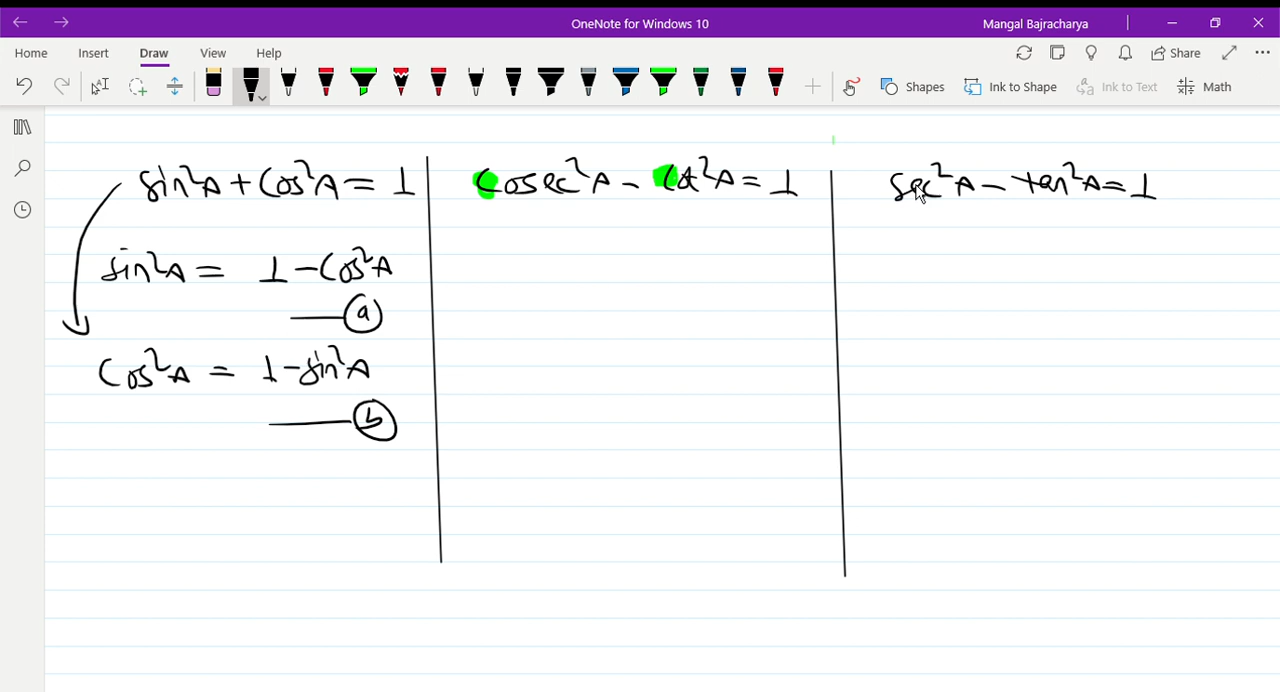 OneNote for Windows 10
Mangal Bajracharya
Home Insert Draw View Help
Share
Shapes Ink to Shape Ink to Text Math
sin²A + Cos²A = 1
Cosec²A - Cot²A = 1
sec²A - tan²A = 1
sin²A = 1 - Cos²A
a
Cos²A = 1 - sin²A
b